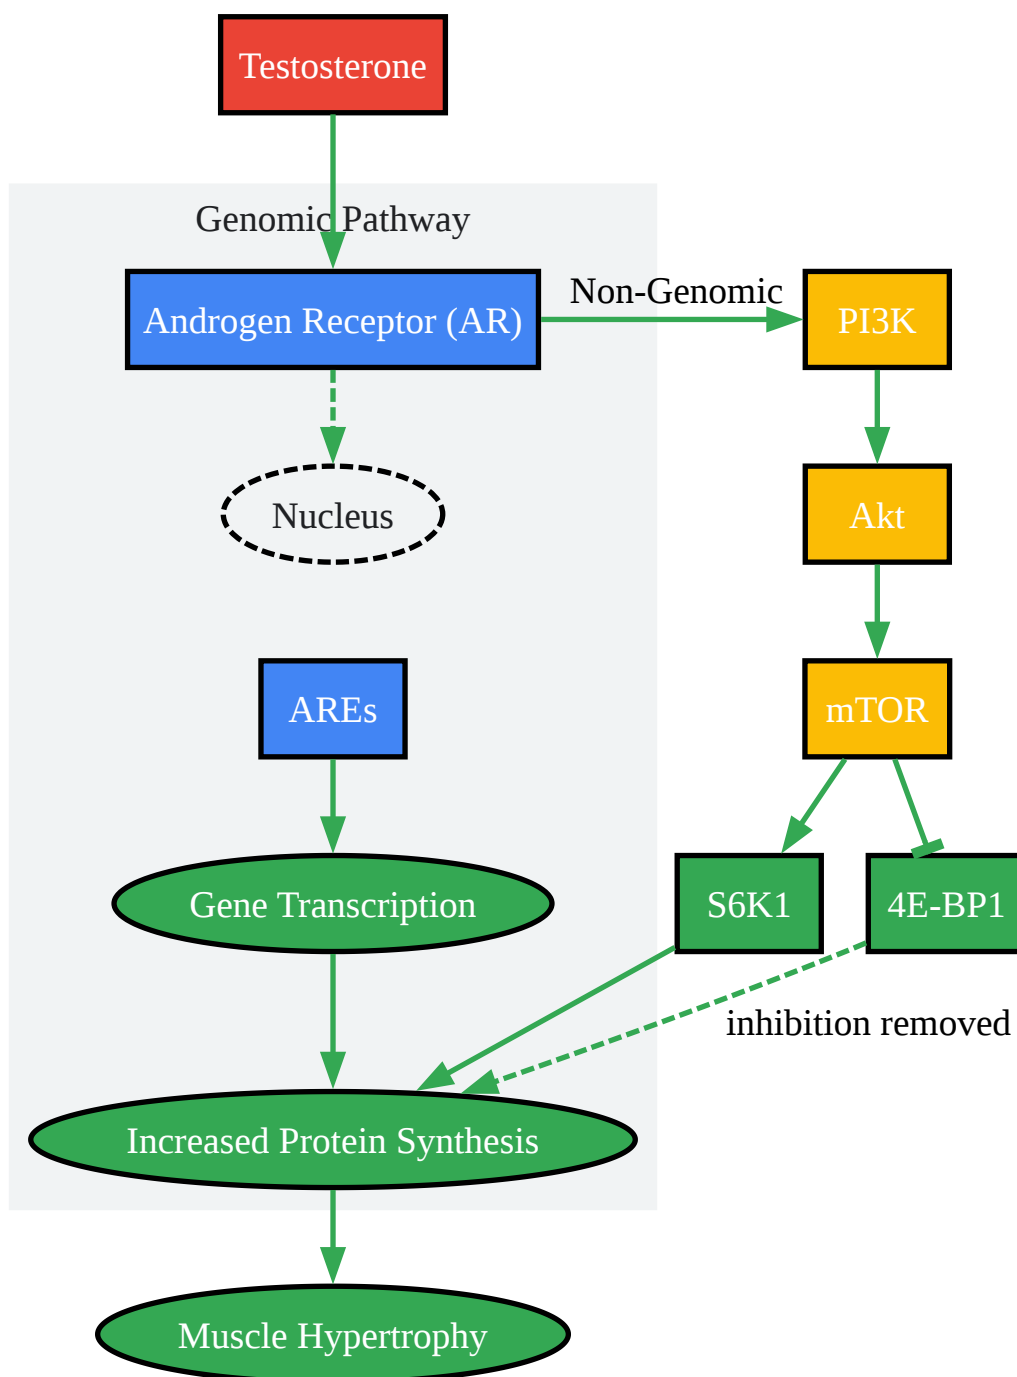 Testosterone
Genomic Pathway
Androgen Receptor (AR)
Non-Genomic
PI3K
Nucleus
Akt
AREs
mTOR
Gene Transcription
S6K1
4E-BP1
inhibition removed
Increased Protein Synthesis
Muscle Hypertrophy